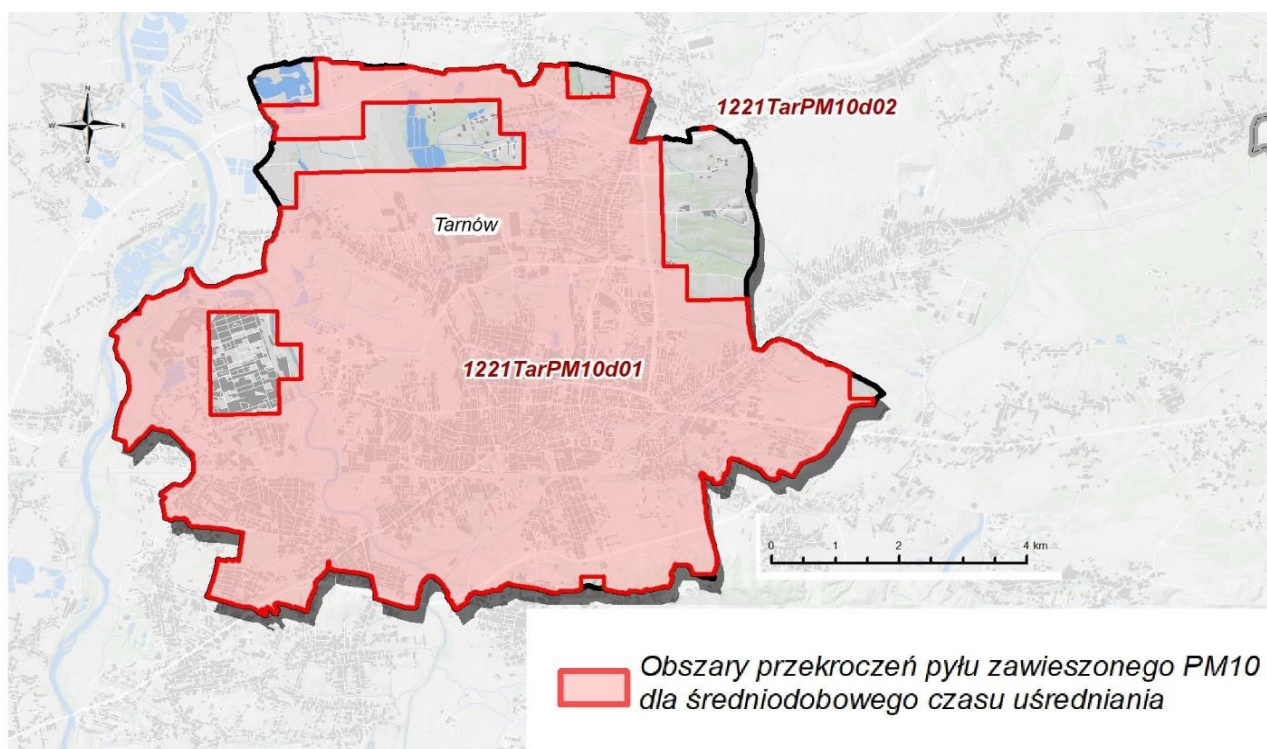 N
W E
S
1221TarPM10d02
Tarnów
1221TarPM10d01
0 1 2 4 km
Obszary przekroczeń pyłu zawieszonego PM10
dla średniodobowego czasu uśredniania